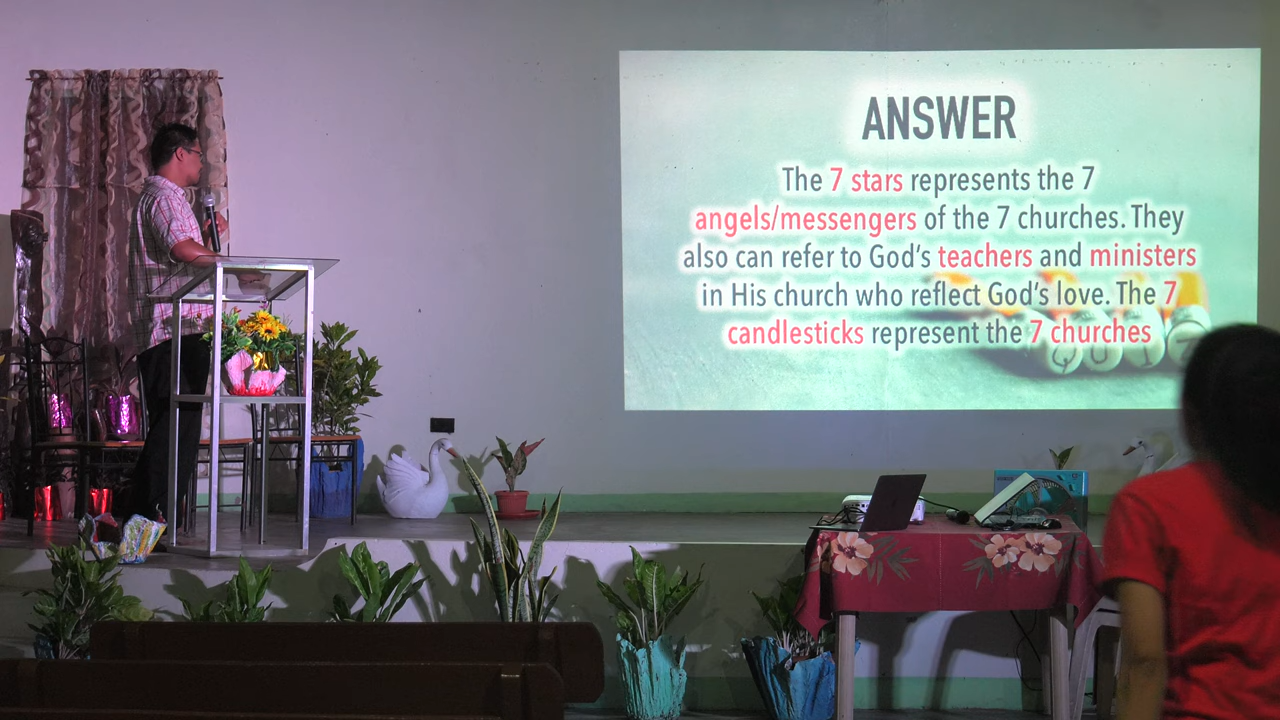 ANSWER
The 7 stars represents the 7
angels/messengers of the 7 churches. They
also can refer to God's teachers and ministers
in His church who reflect God's love. The 7
candlesticks represent the 7 churches
QUIZ